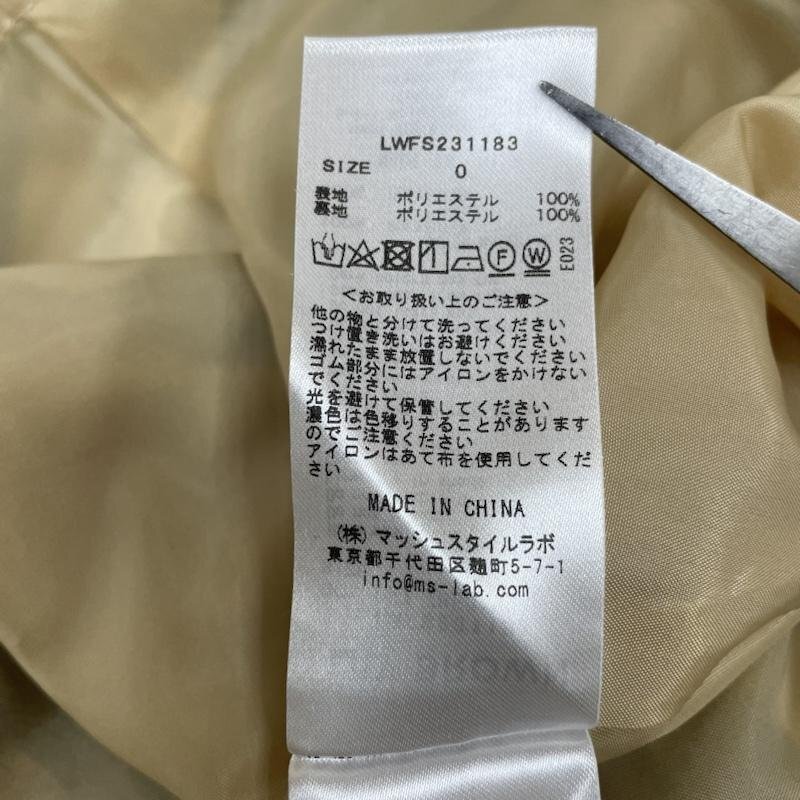 LWFS231183
SIZE 0
表地 ポリエステル 100%
裏地 ポリエステル 100%
F W E023
<お取り扱い上のご注意>
他の物と分けて洗ってください
つけ置き洗いはお避けください
濡れたまま放置しないでください
ゴム部分にはアイロンをかけない
でください
光を避けて保管してください
濃色は色移りすることがあります
のでご注意ください
アイロンはあて布を使用してくだ
さい
MADE IN CHINA
(株)マッシュスタイルラボ
東京都千代田区麹町5-7-1
info@ms-lab.com